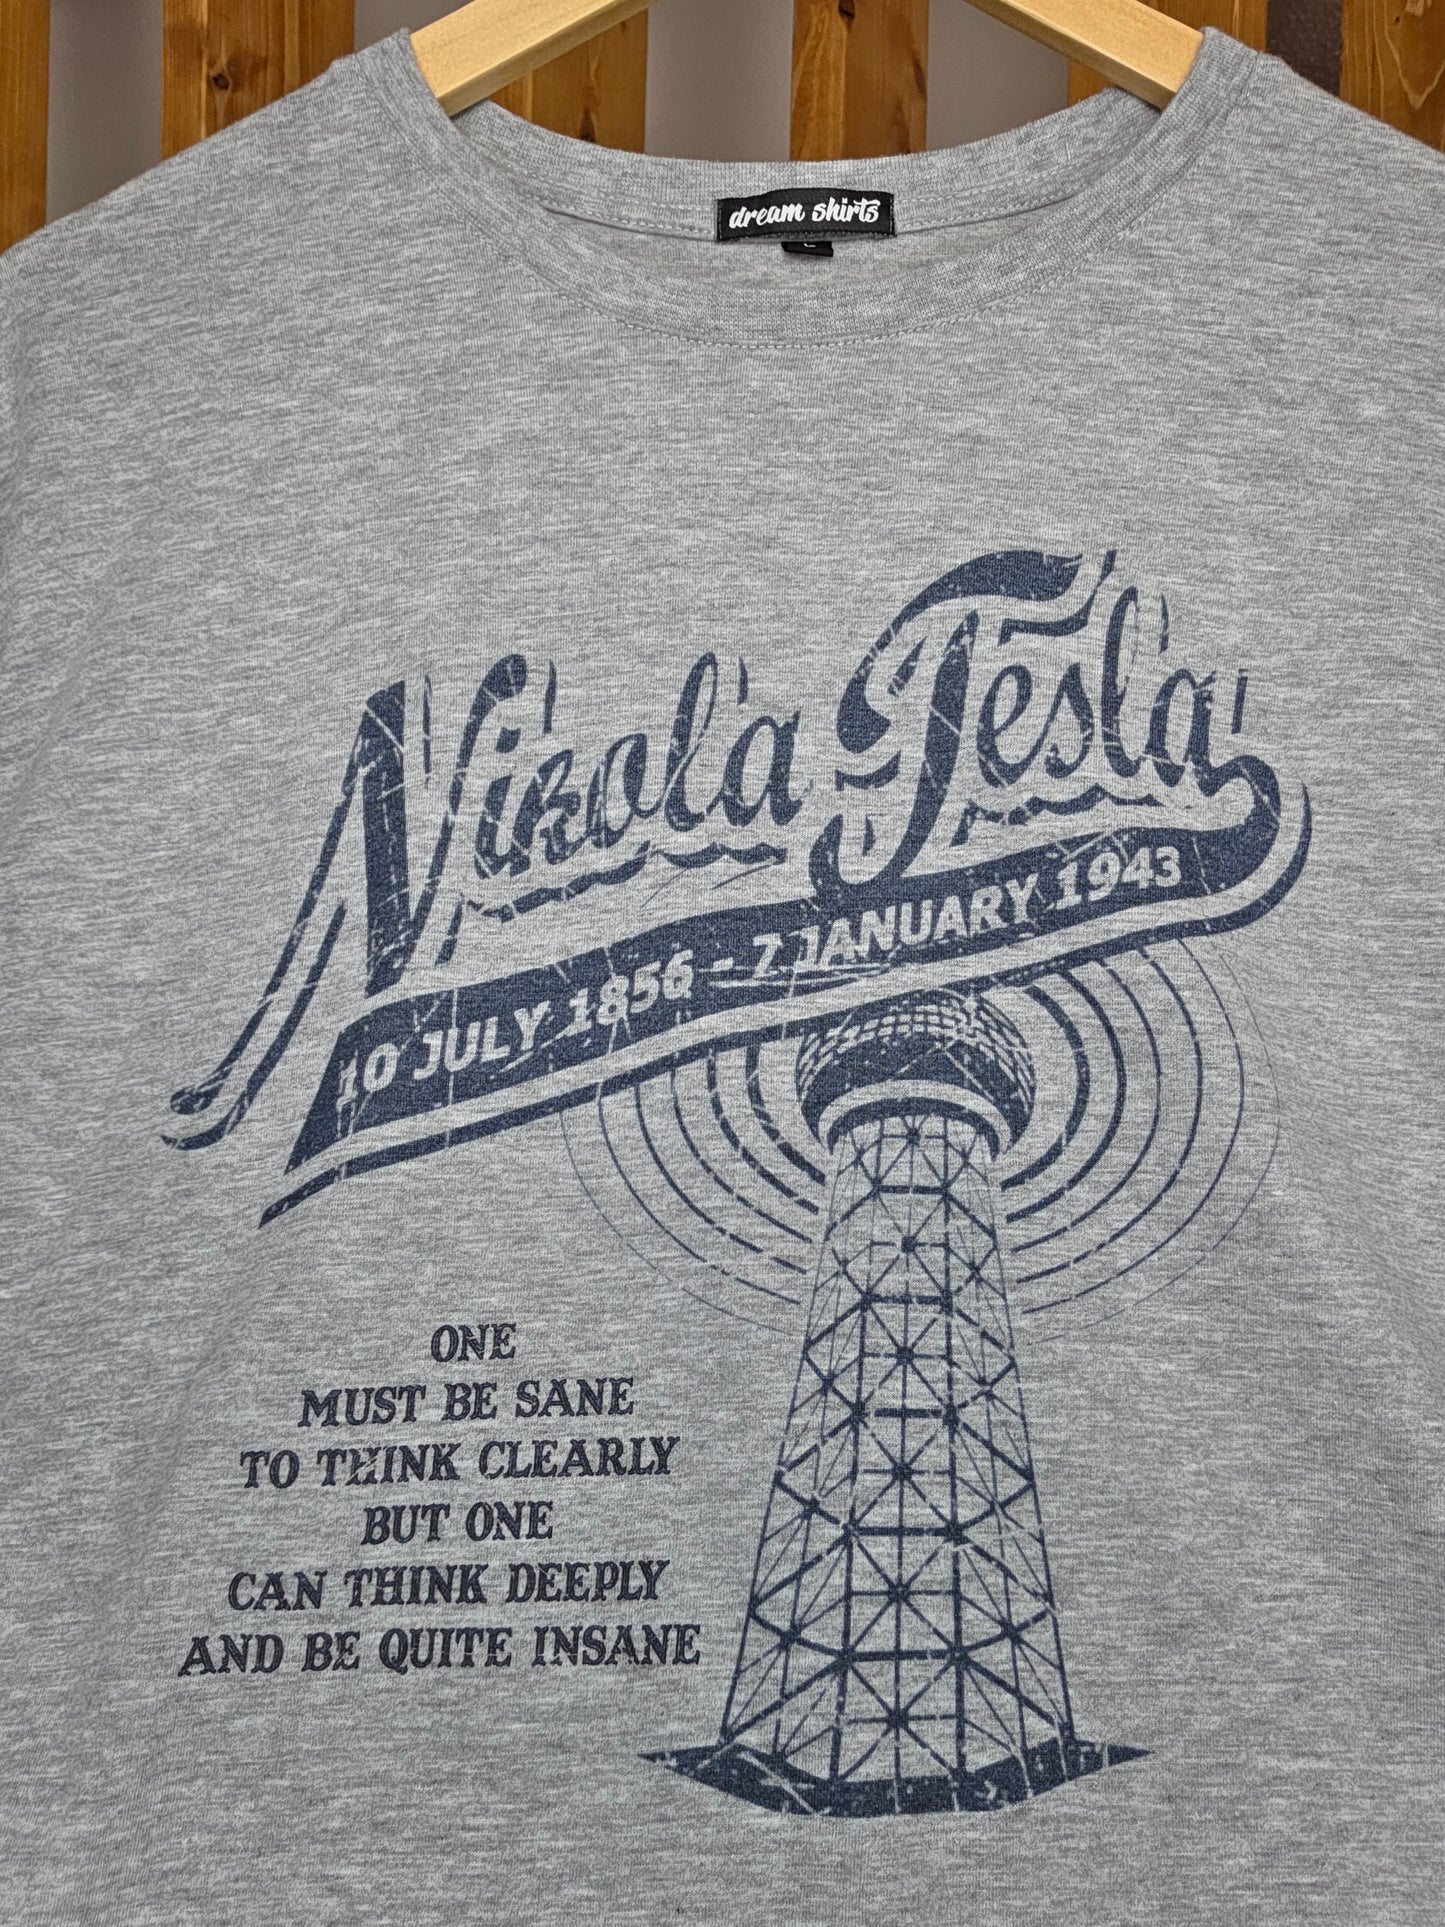 dream shirts
Nikola Tesla
10 JULY 1856 - 7 JANUARY 1943
ONE
MUST BE SANE
TO THINK CLEARLY
BUT ONE
CAN THINK DEEPLY
AND BE QUITE INSANE